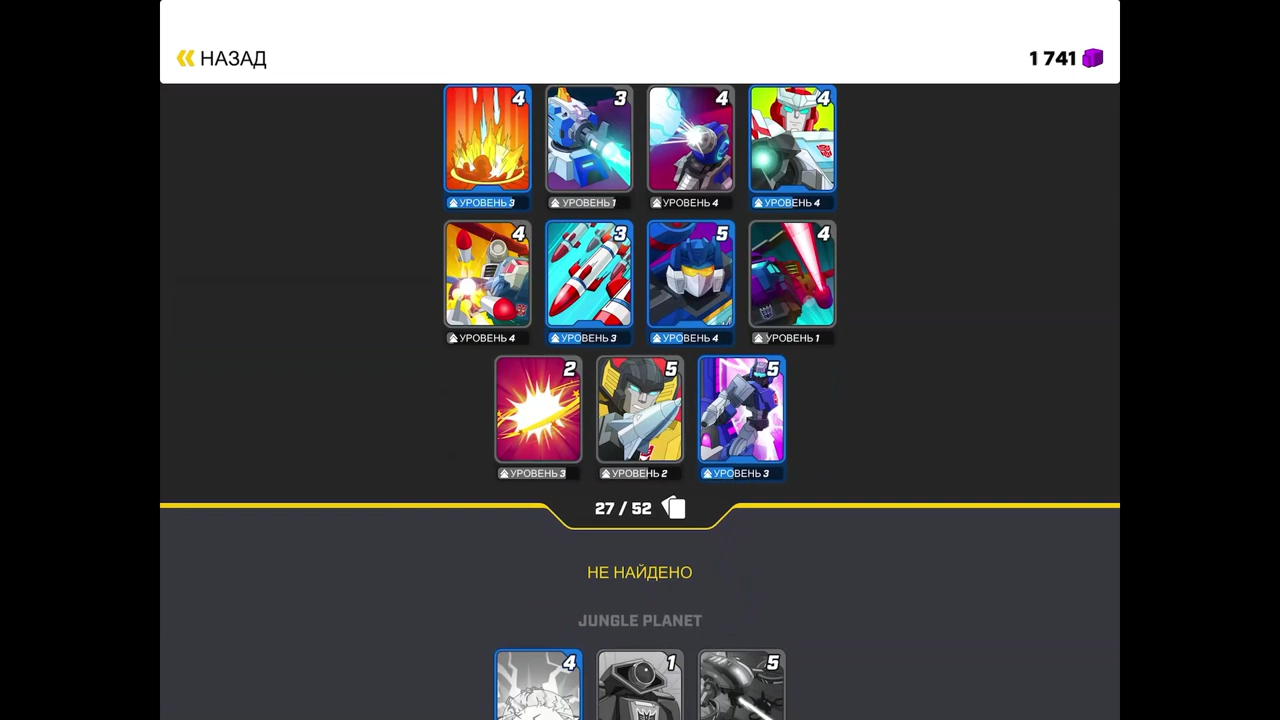 НАЗАД
1 741
4 3 4 4
УРОВЕНЬ 3 УРОВЕНЬ 1 УРОВЕНЬ 4 УРОВЕНЬ 4
4 3 5 4
УРОВЕНЬ 4 УРОВЕНЬ 3 УРОВЕНЬ 4 УРОВЕНЬ 1
2 5 5
УРОВЕНЬ 3 УРОВЕНЬ 2 УРОВЕНЬ 3
27 / 52
НЕ НАЙДЕНО
JUNGLE PLANET
4 1 5